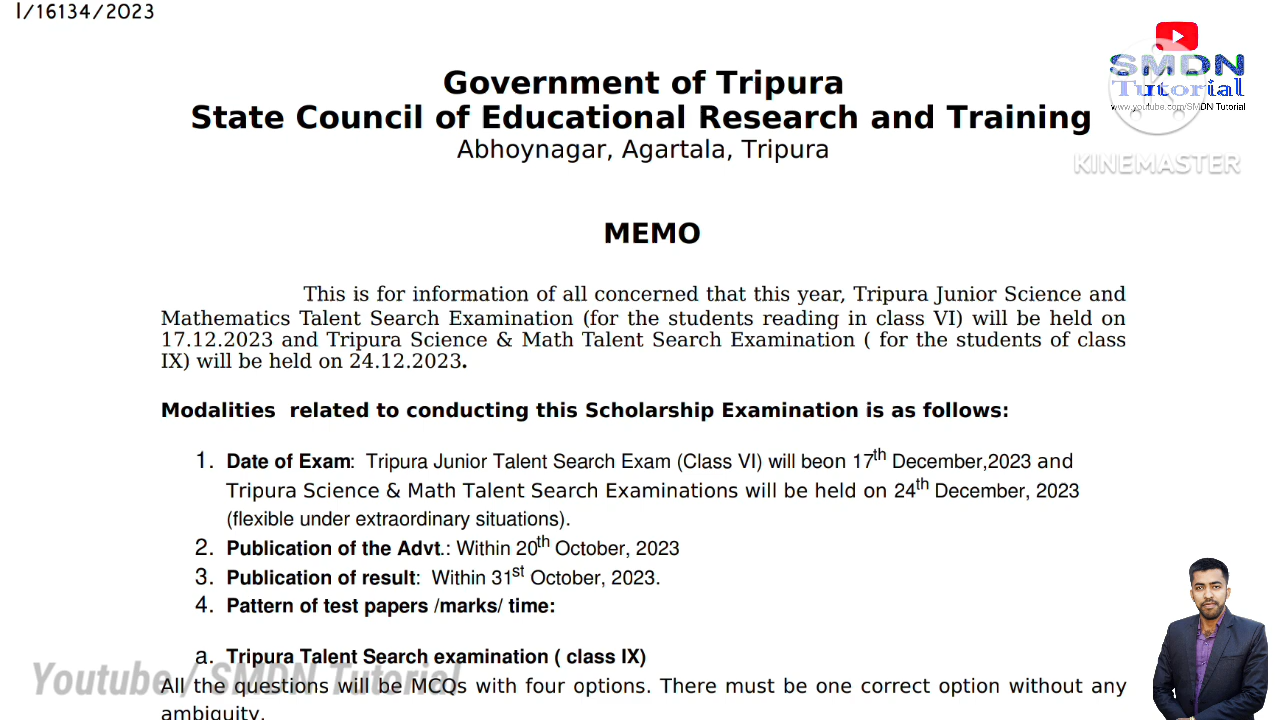 I/16134/2023
SMDN
Tutorial
www.youtube.com/SMDN Tutorial
KINEMASTER
Government of Tripura
State Council of Educational Research and Training
Abhoynagar, Agartala, Tripura
MEMO
This is for information of all concerned that this year, Tripura Junior Science and
Mathematics Talent Search Examination (for the students reading in class VI) will be held on
17.12.2023 and Tripura Science & Math Talent Search Examination ( for the students of class
IX) will be held on 24.12.2023.
Modalities related to conducting this Scholarship Examination is as follows:
1. Date of Exam: Tripura Junior Talent Search Exam (Class VI) will beon 17th December,2023 and
Tripura Science & Math Talent Search Examinations will be held on 24th December, 2023
(flexible under extraordinary situations).
2. Publication of the Advt.: Within 20th October, 2023
3. Publication of result: Within 31st October, 2023.
4. Pattern of test papers /marks/ time:
a. Tripura Talent Search examination ( class IX)
Youtube / SMDN Tutorial
All the questions will be MCQs with four options. There must be one correct option without any
ambiguity.